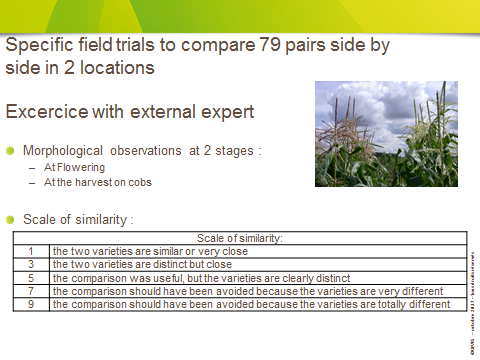 Specific field trials to compare 79 pairs side by
side in 2 locations
Excercice with external expert
Morphological observations at 2 stages :
– At Flowering
– At the harvest on cobs
Scale of similarity :
Scale of similarity:
1 the two varieties are similar or very close
3 the two varieties are distinct but close
5 the comparison was useful, but the varieties are clearly distinct
7 the comparison should have been avoided because the varieties are very different
9 the comparison should have been avoided because the varieties are totally different